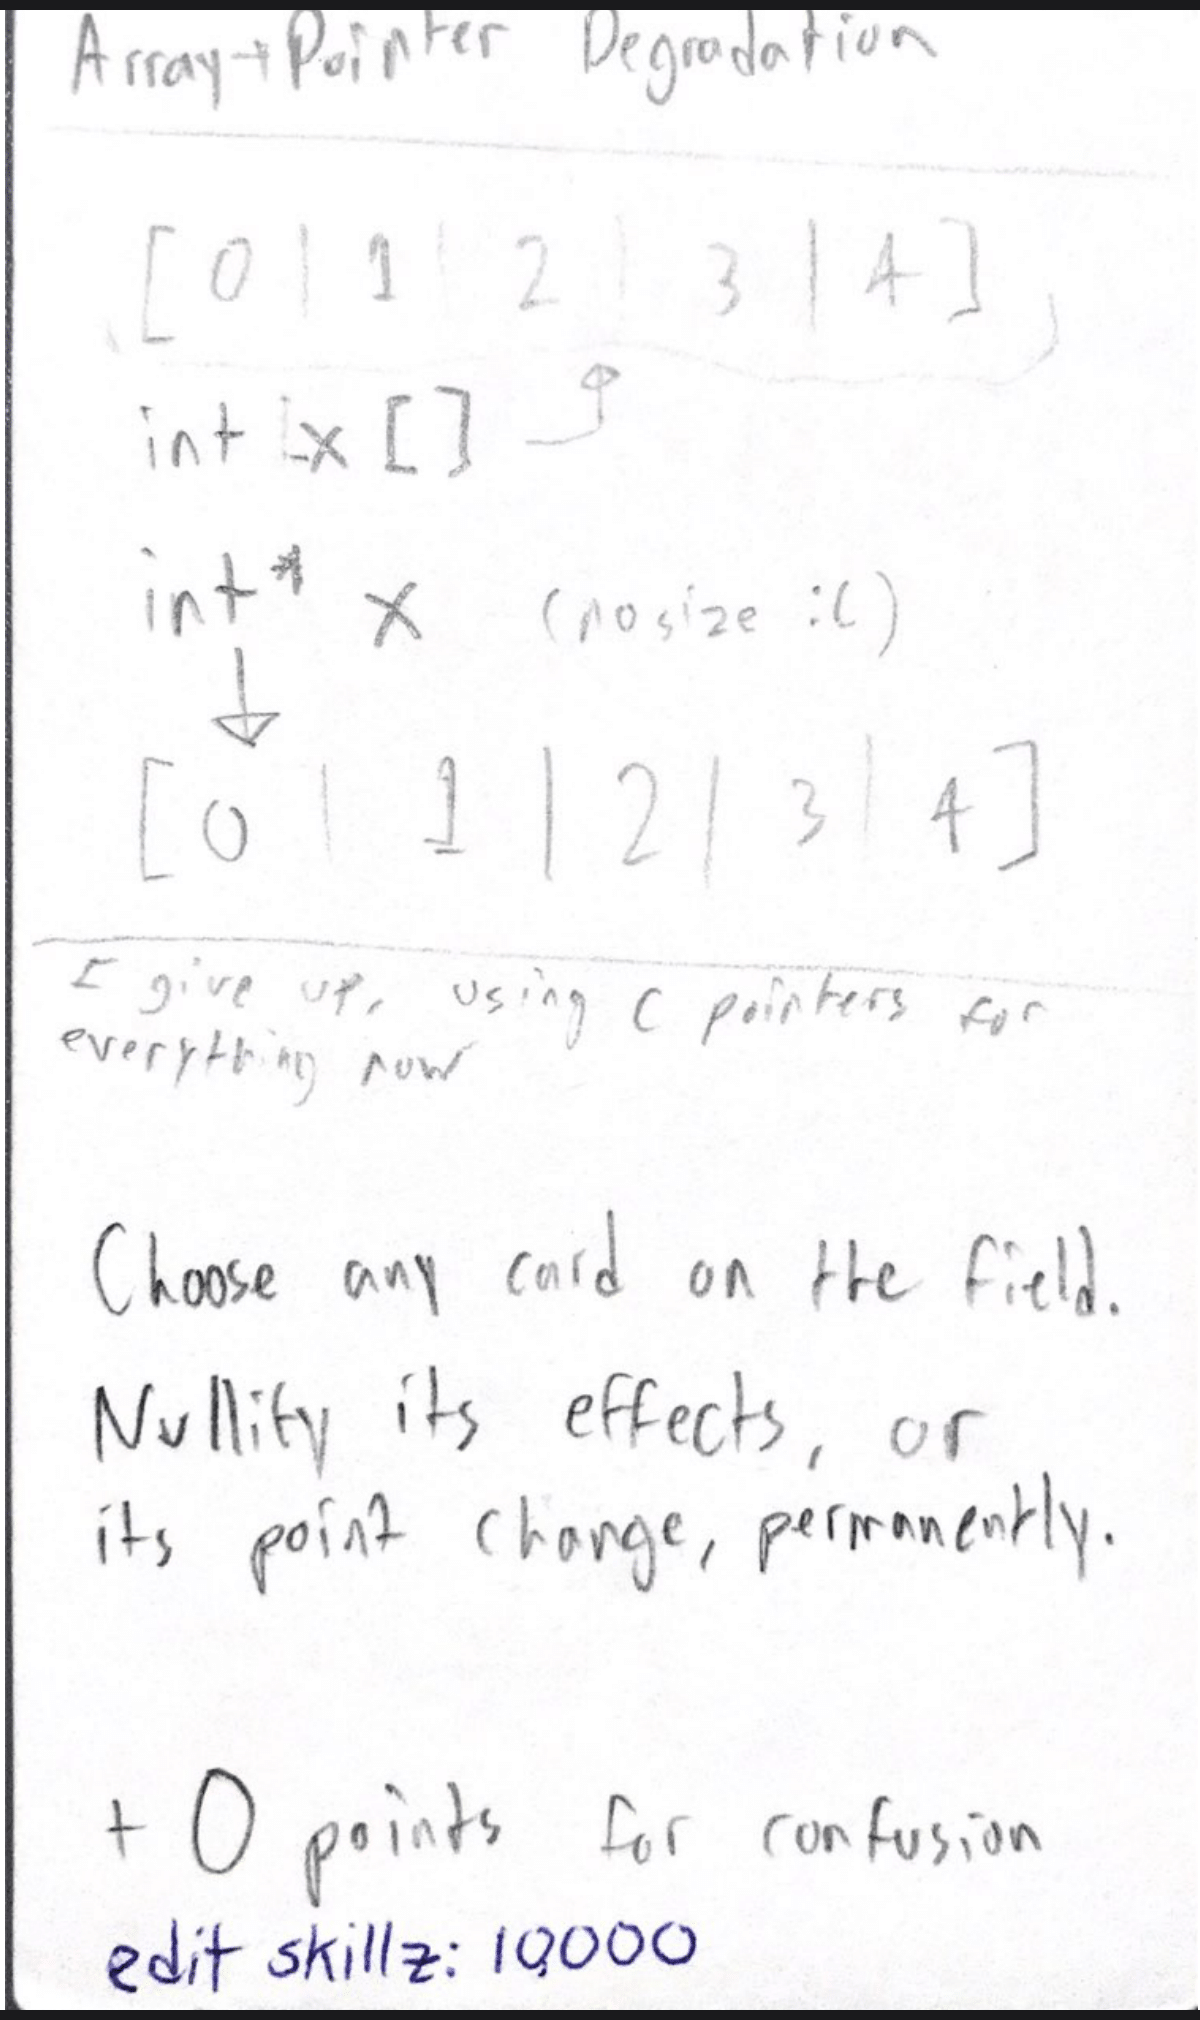 Array→Pointer Degradation
[ 0 | 1 | 2 | 3 | 4 ]
int x []
int* x (no size :()
[ 0 | 1 | 2 | 3 | 4 ]
I give up, using C pointers for
everything now
Choose any card on the field.
Nullify its effects, or
its point change, permanently.
+ 0 points for confusion
edit skillz: 10,000